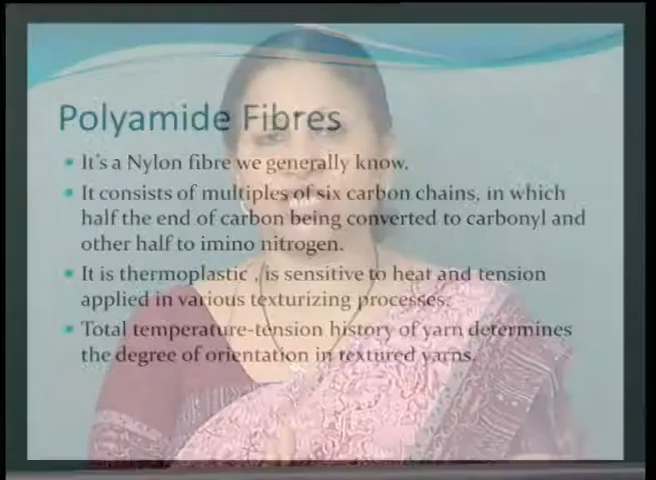 Polyamide Fibres
It's a Nylon fibre we generally know.
It consists of multiples of six carbon chains, in which
half the end of carbon being converted to carbonyl and
other half to imino nitrogen.
It is thermoplastic , is sensitive to heat and tension
applied in various texturizing processes.
Total temperature-tension history of yarn determines
the degree of orientation in textured yarns.